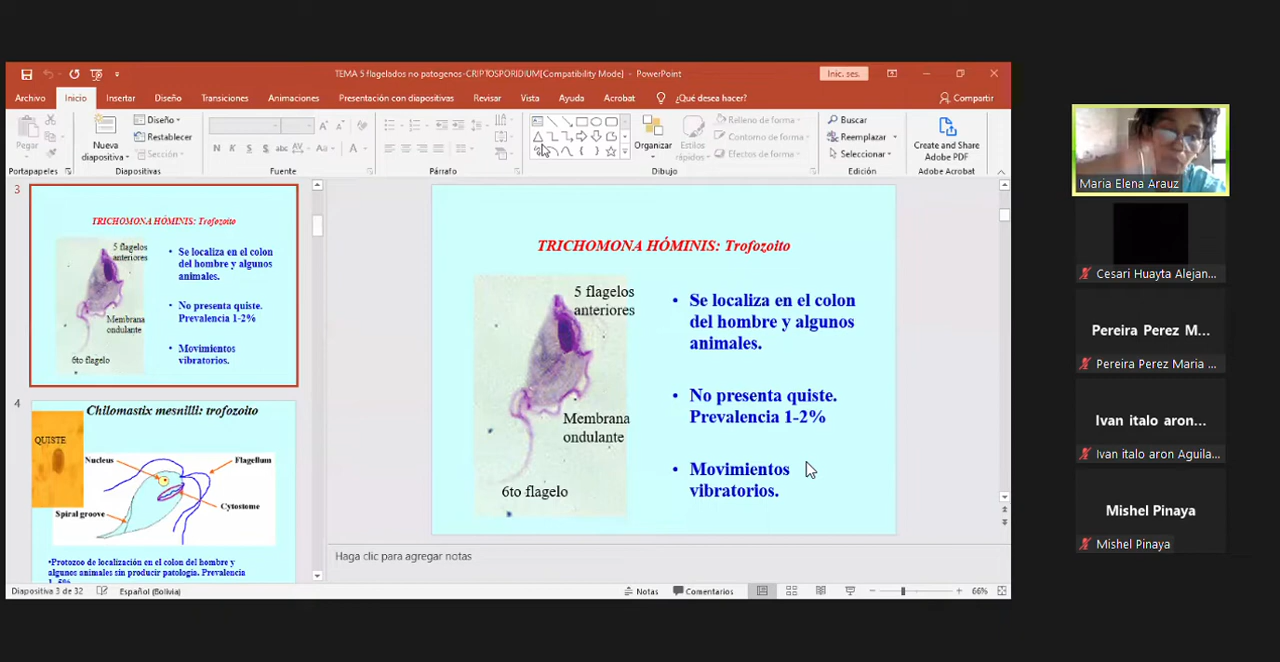 TEMA 5 flagelados no patogenos-CRIPTOSPORIDIUM[Compatibility Mode] - PowerPoint
Inic. ses.
Archivo Inicio Insertar Diseño Transiciones Animaciones Presentación con diapositivas Revisar Vista Ayuda Acrobat ¿Qué desea hacer? Compartir
Pegar
Nueva
diapositiva
Diseño
Restablecer
Sección
N K S S abc AV Aa A
Organizar
Estilos
rápidos
Relleno de forma
Contorno de forma
Efectos de forma
Buscar
Reemplazar
Seleccionar
Create and Share
Adobe PDF
Portapapeles Diapositivas Fuente Párrafo Dibujo Edición Adobe Acrobat
3
TRICHOMONA HÓMINIS: Trofozoito
5 flagelos
anteriores
Membrana
ondulante
6to flagelo
• Se localiza en el colon
del hombre y algunos
animales.
• No presenta quiste.
Prevalencia 1-2%
• Movimientos
vibratorios.
4
Chilomastix mesnilli: trofozoito
QUISTE
Nucleus
Flagellum
Cytostome
Spiral groove
•Protozoo de localización en el colon del hombre y
algunos animales sin producir patología. Prevalencia
1-5%
TRICHOMONA HÓMINIS: Trofozoito
5 flagelos
anteriores
Membrana
ondulante
6to flagelo
• Se localiza en el colon
del hombre y algunos
animales.
• No presenta quiste.
Prevalencia 1-2%
• Movimientos
vibratorios.
Haga clic para agregar notas
Diapositiva 3 de 32 Español (Bolivia) Notas Comentarios 66%
Maria Elena Arauz
Cesari Huayta Alejan...
Pereira Perez M...
Pereira Perez Maria ...
Ivan italo aron...
Ivan italo aron Aguila...
Mishel Pinaya
Mishel Pinaya